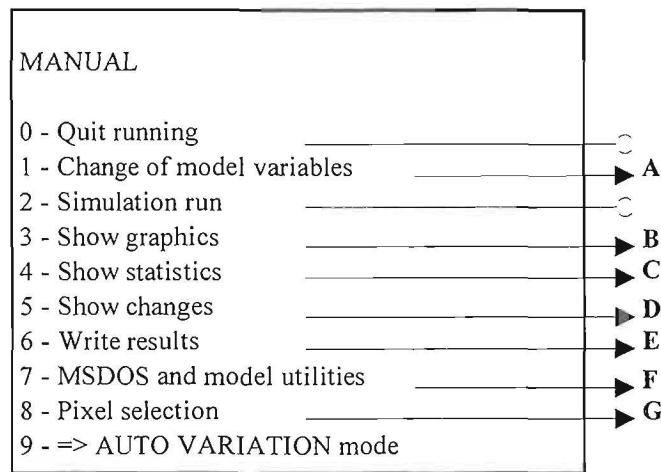 MANUAL
0 - Quit running
1 - Change of model variables A
2 - Simulation run
3 - Show graphics B
4 - Show statistics C
5 - Show changes D
6 - Write results E
7 - MSDOS and model utilities F
8 - Pixel selection G
9 - => AUTO VARIATION mode